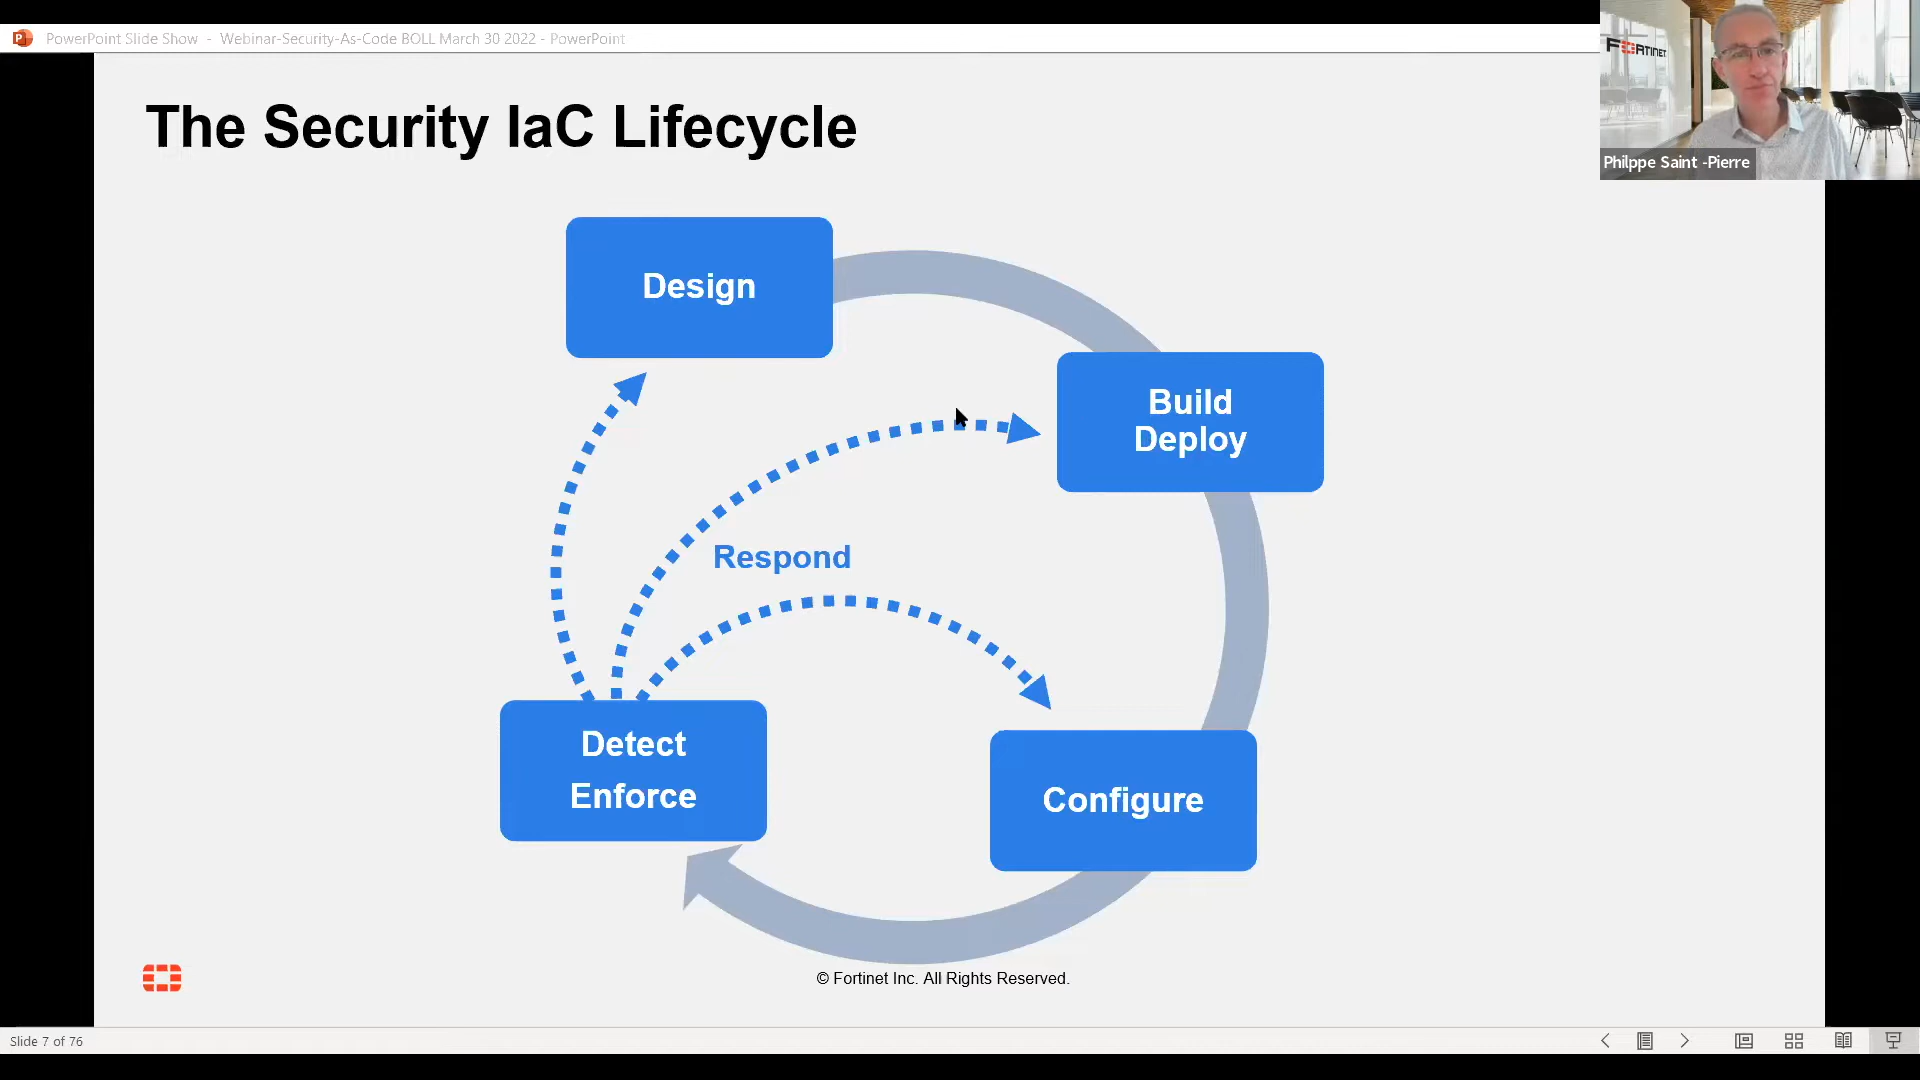 PowerPoint Slide Show - Webinar-Security-As-Code BOLL March 30 2022 - PowerPoint
FORTINET
Philppe Saint -Pierre
The Security IaC Lifecycle
Design
Build
Deploy
Respond
Detect
Enforce
Configure
© Fortinet Inc. All Rights Reserved.
Slide 7 of 76